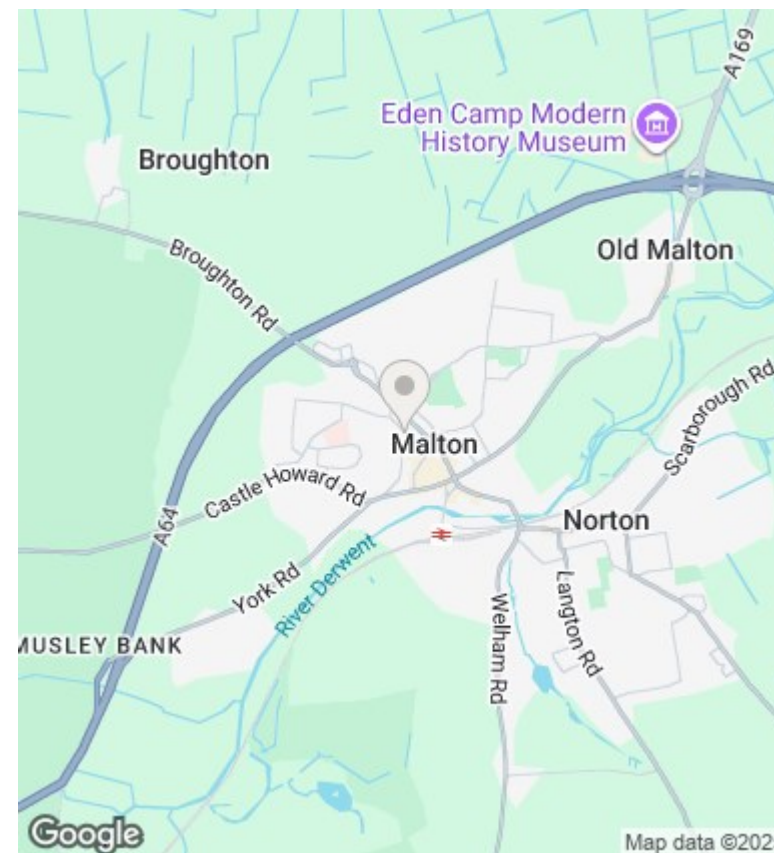 A169
Eden Camp Modern
History Museum
Broughton
Old Malton
Broughton Rd
Scarborough Rd
Malton
Castle Howard Rd
A64
Norton
River Derwent
York Rd
Langton Rd
Welham Rd
MUSLEY BANK
Google
Map data ©202